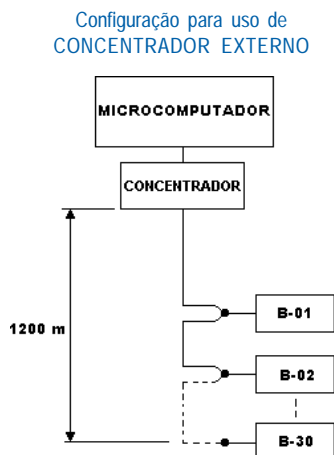 Configuração para uso de
CONCENTRADOR EXTERNO
MICROCOMPUTADOR
CONCENTRADOR
1200 m
B-01
B-02
B-30